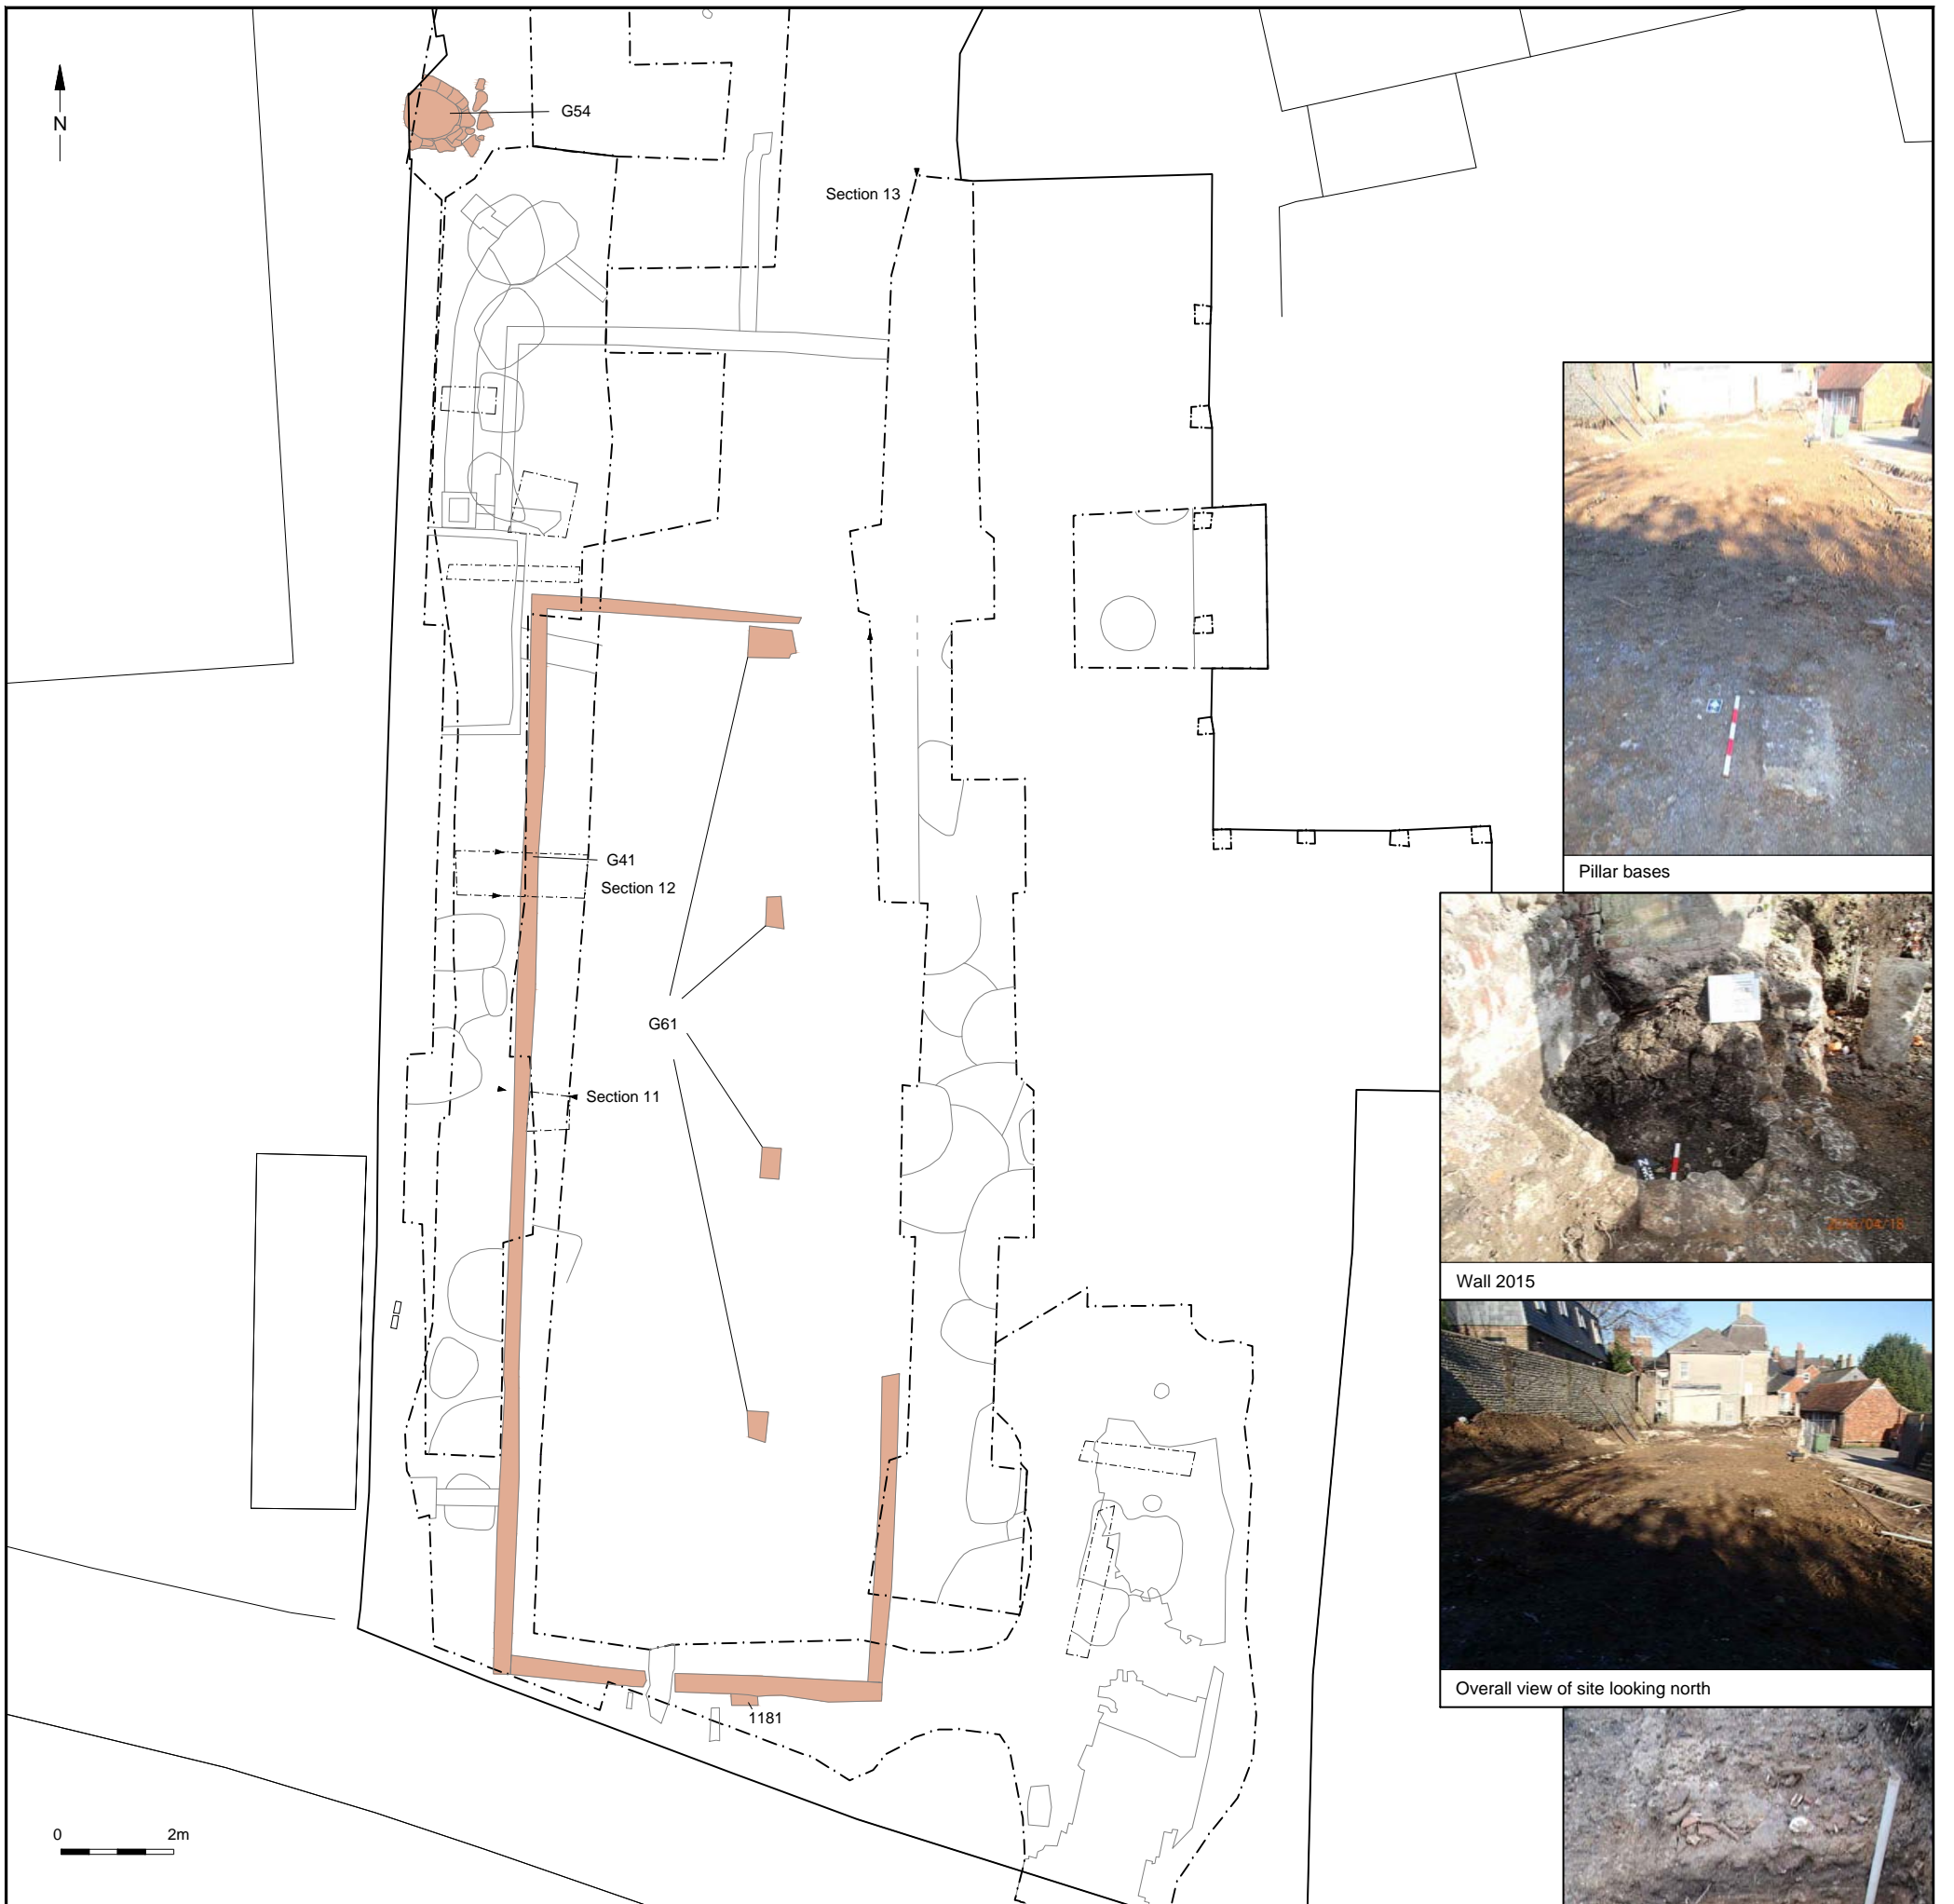 N
G54
Section 13
G41
Section 12
G61
Section 11
1181
0 2m
Pillar bases
Wall 2015
Overall view of site looking north